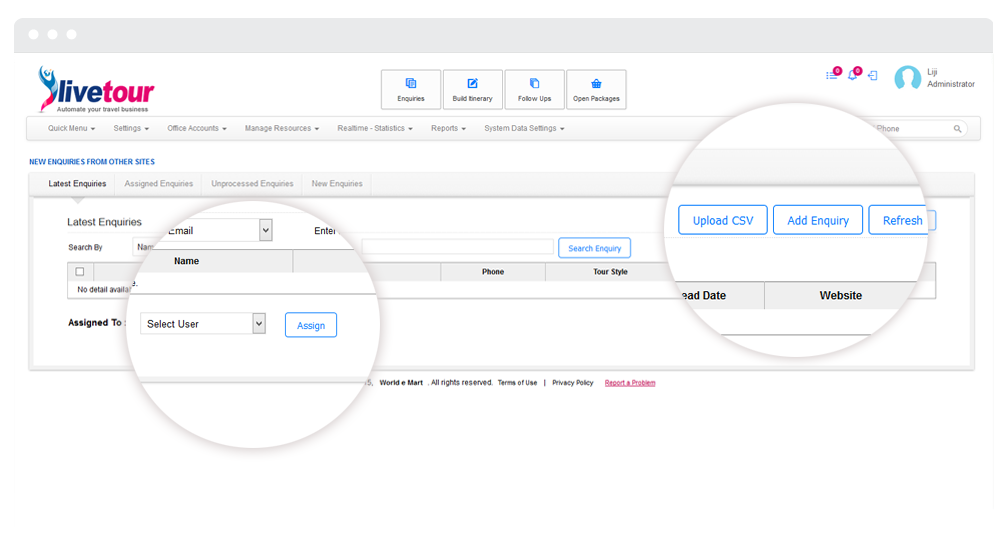 livetour
Automate your travel business
Enquiries
Build Itinerary
Follow Ups
Open Packages
0
0
Liji
Administrator
Quick Menu
Settings
Office Accounts
Manage Resources
Realtime - Statistics
Reports
System Data Settings
Phone
NEW ENQUIRIES FROM OTHER SITES
Latest Enquiries
Assigned Enquiries
Unprocessed Enquiries
New Enquiries
Latest Enquiries
Email
Enter
Upload CSV
Add Enquiry
Refresh
Search By
Search Enquiry
Name
Phone
Tour Style
No detail
Date
Website
Assigned To :
Select User
Assign
World e Mart . All rights reserved. Terms of Use | Privacy Policy Report a Problem